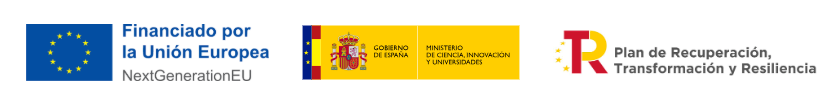 Financiado por
la Unión Europea
NextGenerationEU
GOBIERNO
DE ESPAÑA
MINISTERIO
DE CIENCIA, INNOVACIÓN
Y UNIVERSIDADES
TR
Plan de Recuperación,
Transformación y Resiliencia